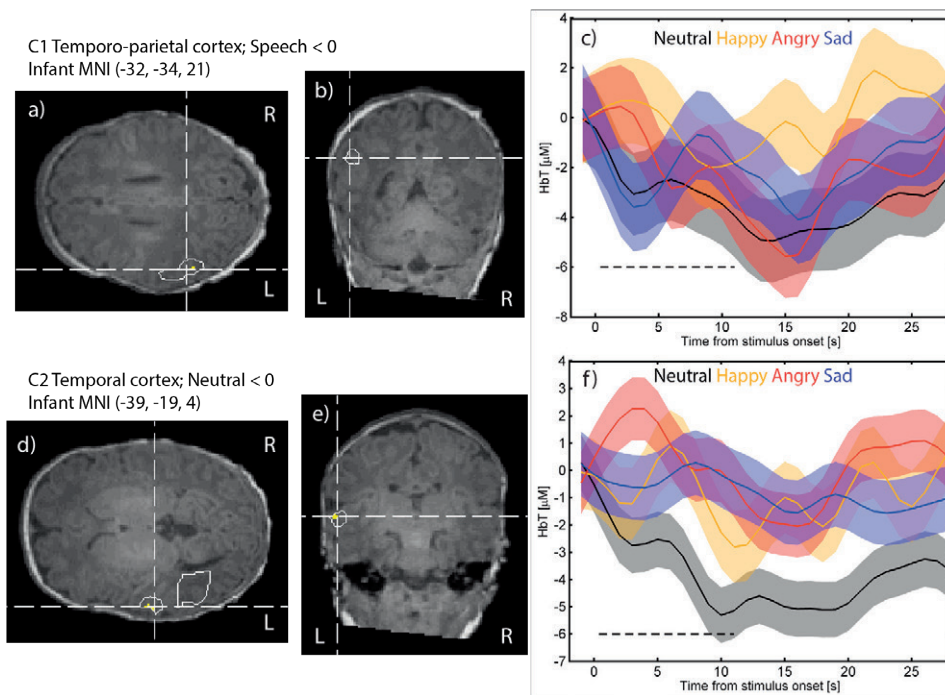 C1 Temporo-parietal cortex; Speech < 0
Infant MNI (-32, -34, 21)
a)
R
L
b)
L
R
c)
Neutral Happy Angry Sad
HbT [µM]
4
2
0
-2
-4
-6
-8
0 5 10 15 20 25
Time from stimulus onset [s]
C2 Temporal cortex; Neutral < 0
Infant MNI (-39, -19, 4)
d)
R
L
e)
L
R
f)
Neutral Happy Angry Sad
HbT [µM]
4
3
2
1
0
-1
-2
-3
-4
-5
-6
-7
0 5 10 15 20 25
Time from stimulus onset [s]